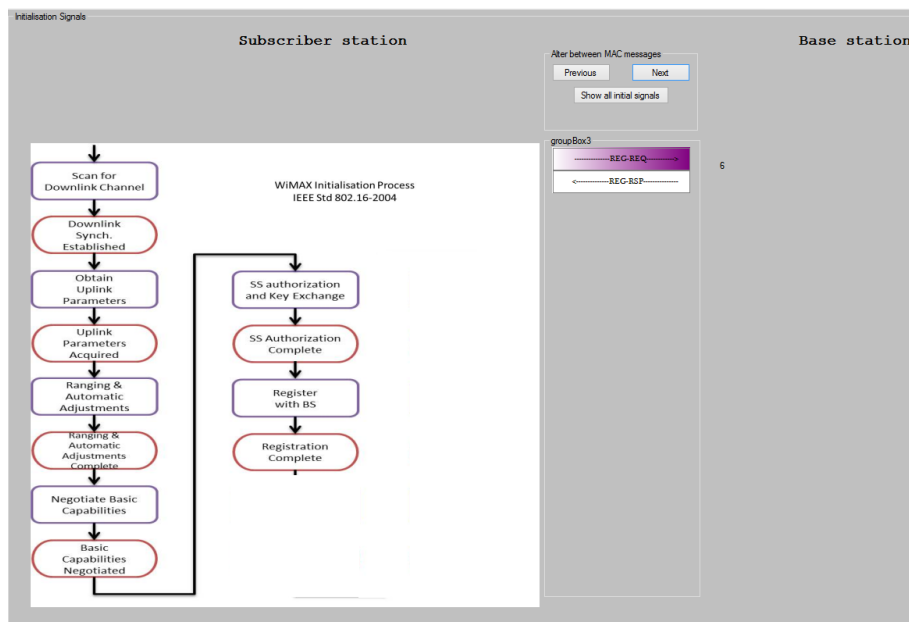 Initialisation Signals
Subscriber station
Base station
Alter between MAC messages
Previous
Next
Show all initial signals
groupBox3
-------------REG-REQ--------->
<-----------REG-RSP------------
6
WiMAX Initialisation Process
IEEE Std 802.16-2004
Scan for
Downlink Channel
Downlink
Synch.
Established
Obtain
Uplink
Parameters
Uplink
Parameters
Acquired
Ranging &
Automatic
Adjustments
Ranging &
Automatic
Adjustments
Complete
Negotiate Basic
Capabilities
Basic
Capabilities
Negotiated
SS authorization
and Key Exchange
SS Authorization
Complete
Register
with BS
Registration
Complete